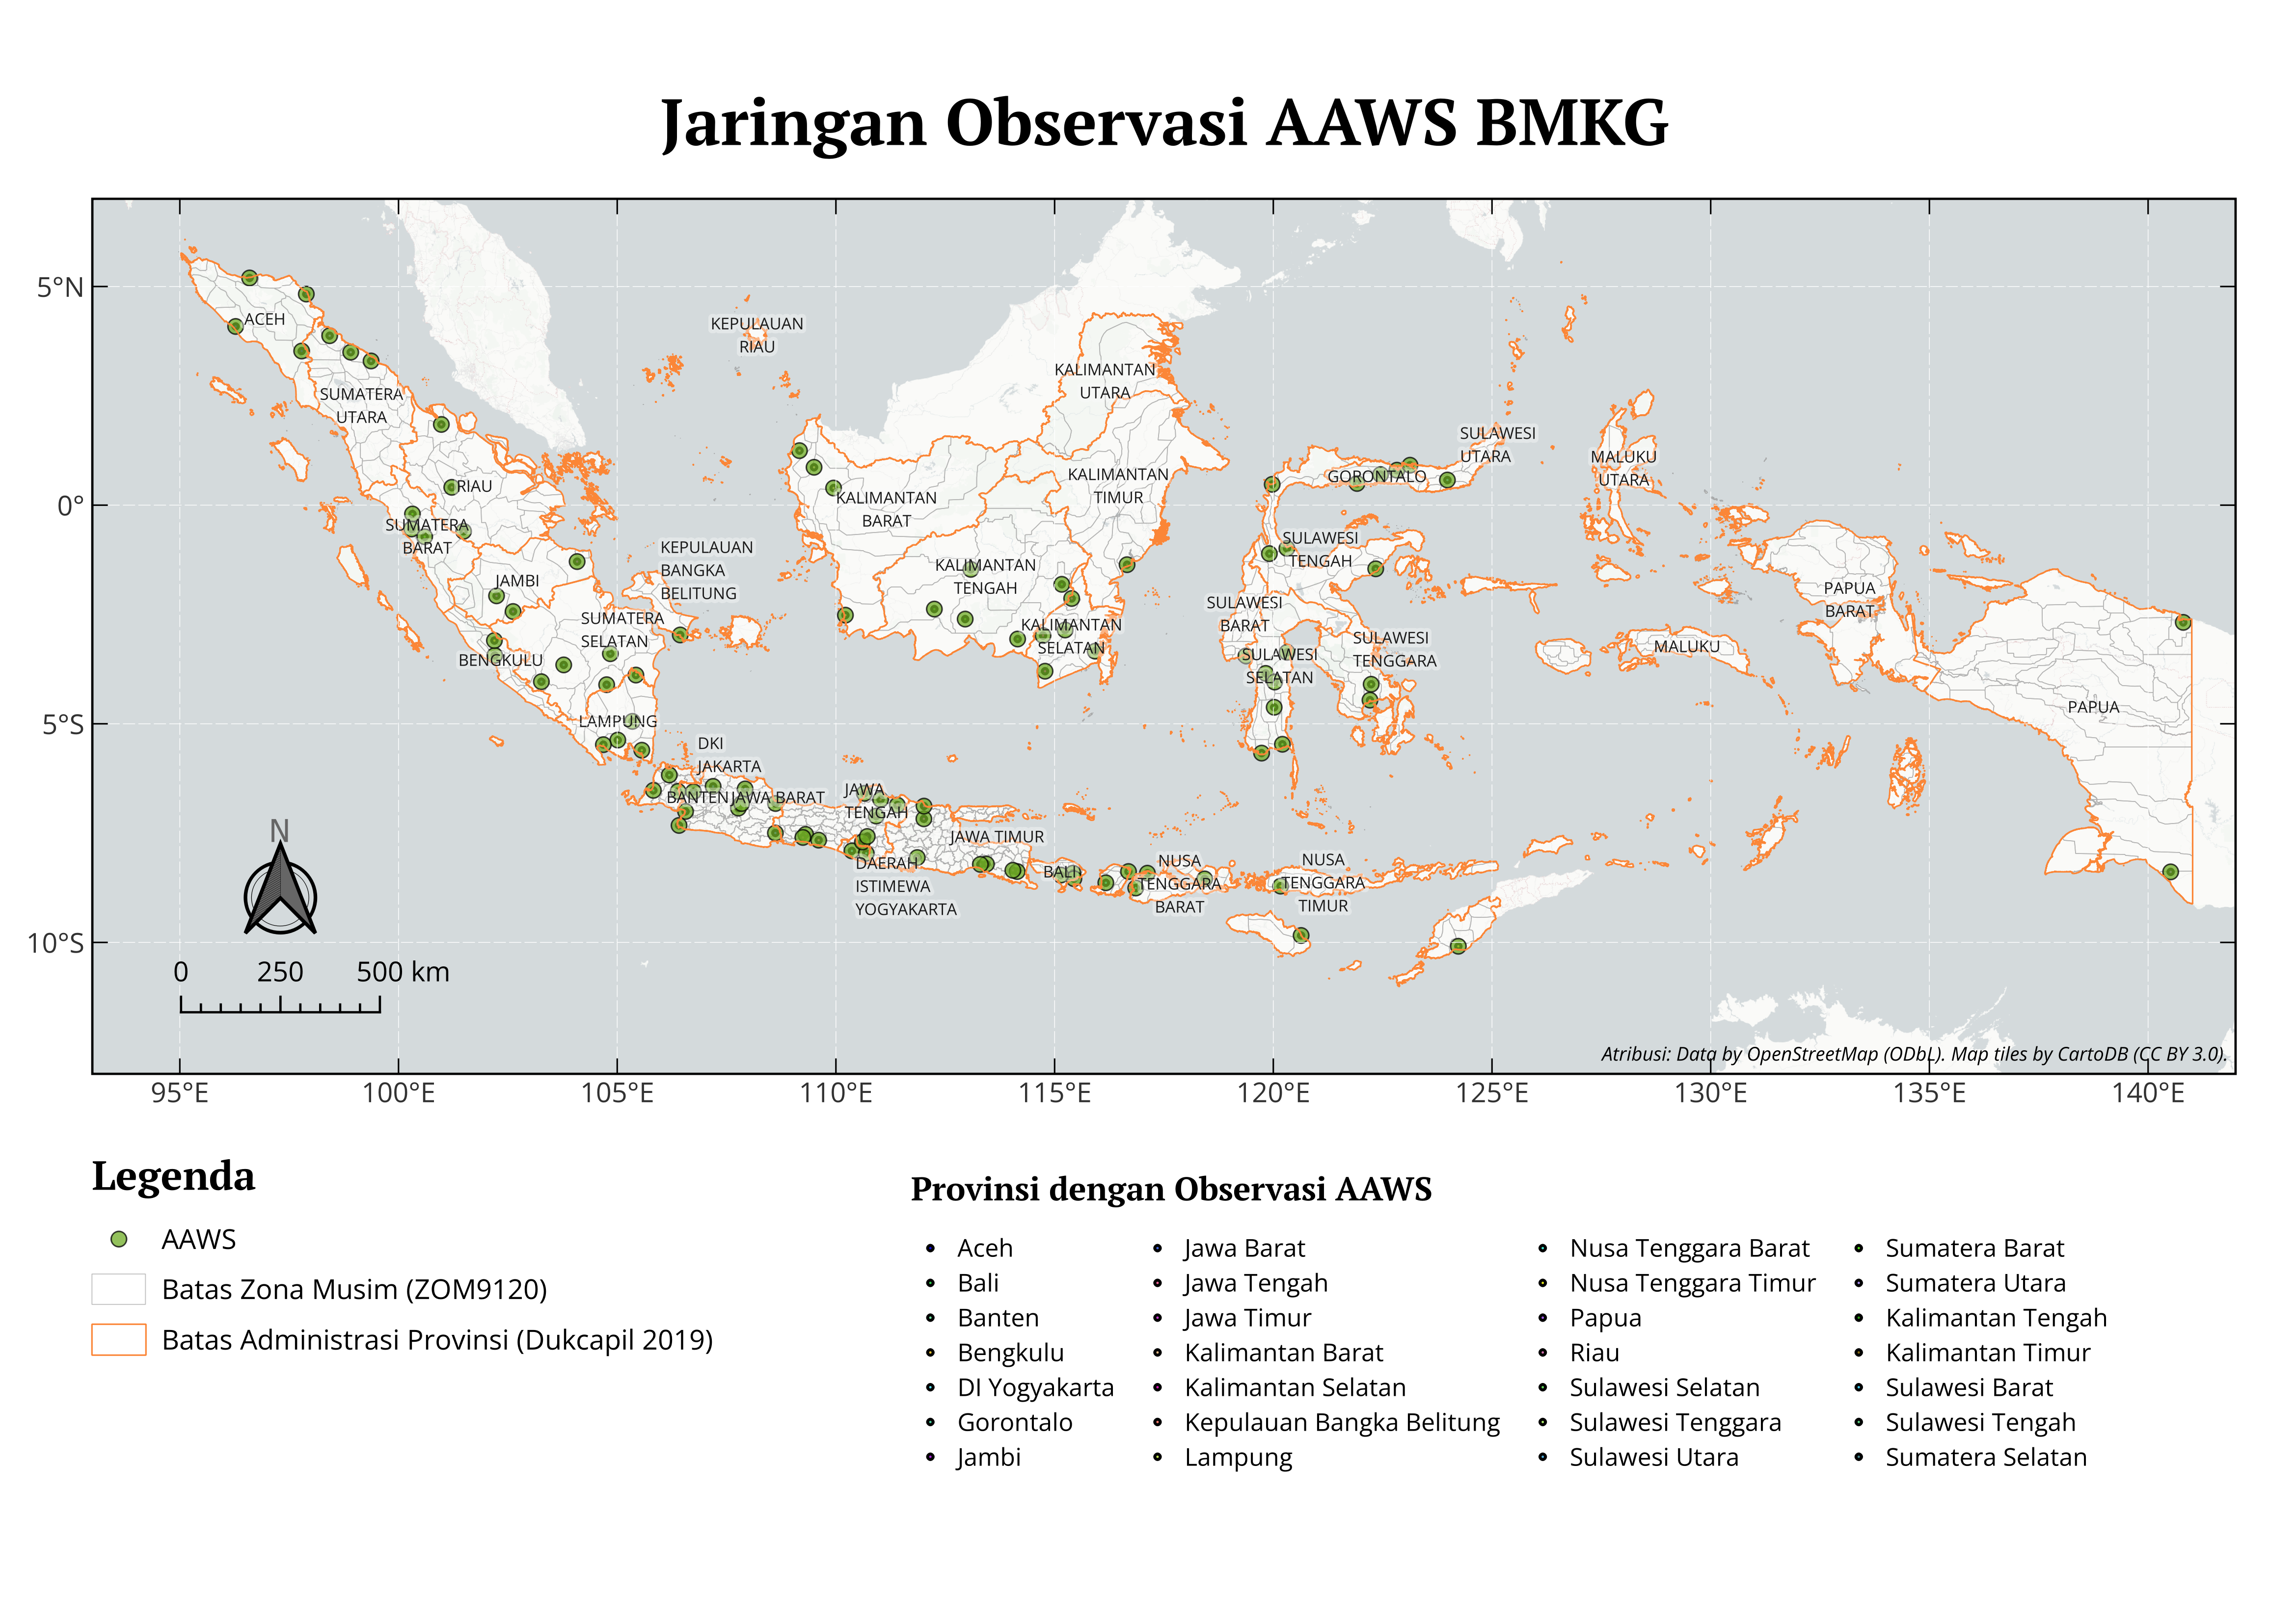 Jaringan Observasi AAWS BMKG
5°N
0°
5°S
10°S
ACEH
SUMATERA
UTARA
RIAU
SUMATERA
BARAT
JAMBI
BENGKULU
SUMATERA
SELATAN
LAMPUNG
KEPULAUAN
RIAU
KEPULAUAN
BANGKA
BELITUNG
DKI
JAKARTA
BANTEN
JAWA BARAT
JAWA
TENGAH
DAERAH
ISTIMEWA
YOGYAKARTA
JAWA TIMUR
BALI
NUSA
TENGGARA
BARAT
NUSA
TENGGARA
TIMUR
KALIMANTAN
UTARA
KALIMANTAN
TIMUR
KALIMANTAN
BARAT
KALIMANTAN
TENGAH
KALIMANTAN
SELATAN
SULAWESI
UTARA
GORONTALO
SULAWESI
TENGAH
SULAWESI
BARAT
SULAWESI
TENGGARA
SULAWESI
SELATAN
MALUKU
UTARA
MALUKU
PAPUA
BARAT
PAPUA
N
0 250 500 km
Atribusi: Data by OpenStreetMap (ODbL). Map tiles by CartoDB (CC BY 3.0).
95°E 100°E 105°E 110°E 115°E 120°E 125°E 130°E 135°E 140°E
Legenda
AAWS
Batas Zona Musim (ZOM9120)
Batas Administrasi Provinsi (Dukcapil 2019)
Provinsi dengan Observasi AAWS
Aceh
Bali
Banten
Bengkulu
DI Yogyakarta
Gorontalo
Jambi
Jawa Barat
Jawa Tengah
Jawa Timur
Kalimantan Barat
Kalimantan Selatan
Kepulauan Bangka Belitung
Lampung
Nusa Tenggara Barat
Nusa Tenggara Timur
Papua
Riau
Sulawesi Selatan
Sulawesi Tenggara
Sulawesi Utara
Sumatera Barat
Sumatera Utara
Kalimantan Tengah
Kalimantan Timur
Sulawesi Barat
Sulawesi Tengah
Sumatera Selatan